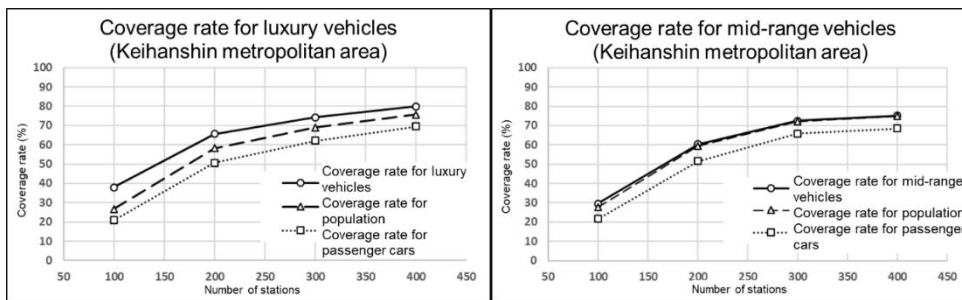 Coverage rate for luxury vehicles
(Keihanshin metropolitan area)
100
90
80
70
60
50
40
30
20
10
0
Coverage rate (%)
50
100
150
200
250
300
350
400
450
Number of stations
Coverage rate for luxury
vehicles
Coverage rate for
population
Coverage rate for
passenger cars
Coverage rate for mid-range vehicles
(Keihanshin metropolitan area)
100
90
80
70
60
50
40
30
20
10
0
Coverage rate (%)
50
100
150
200
250
300
350
400
450
Number of stations
Coverage rate for mid-range
vehicles
Coverage rate for population
Coverage rate for passenger
cars